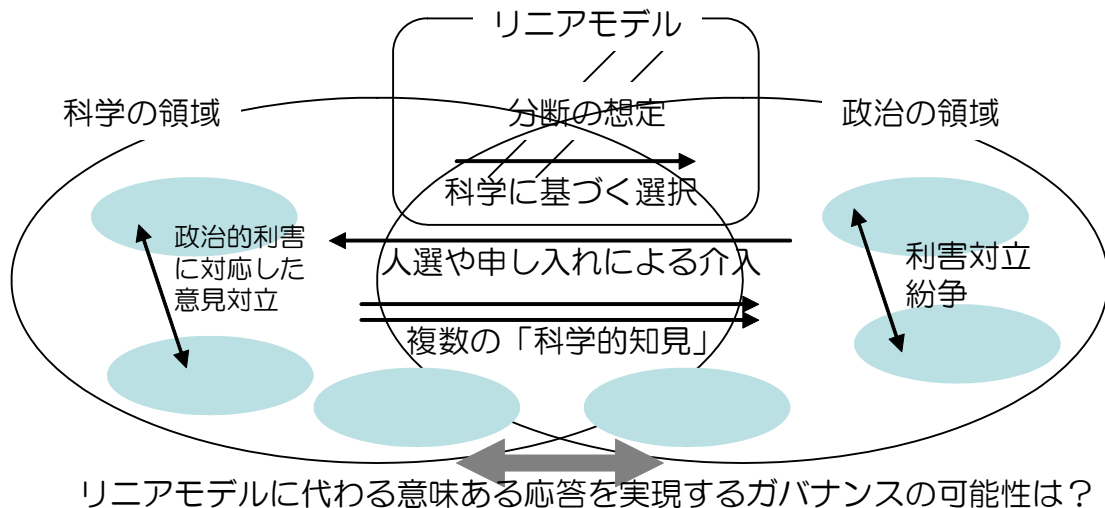 リニアモデル
科学の領域
分断の想定
政治の領域
科学に基づく選択
政治的利害
に対応した
意見対立
人選や申し入れによる介入
利害対立
紛争
複数の「科学的知見」
リニアモデルに代わる意味ある応答を実現するガバナンスの可能性は？